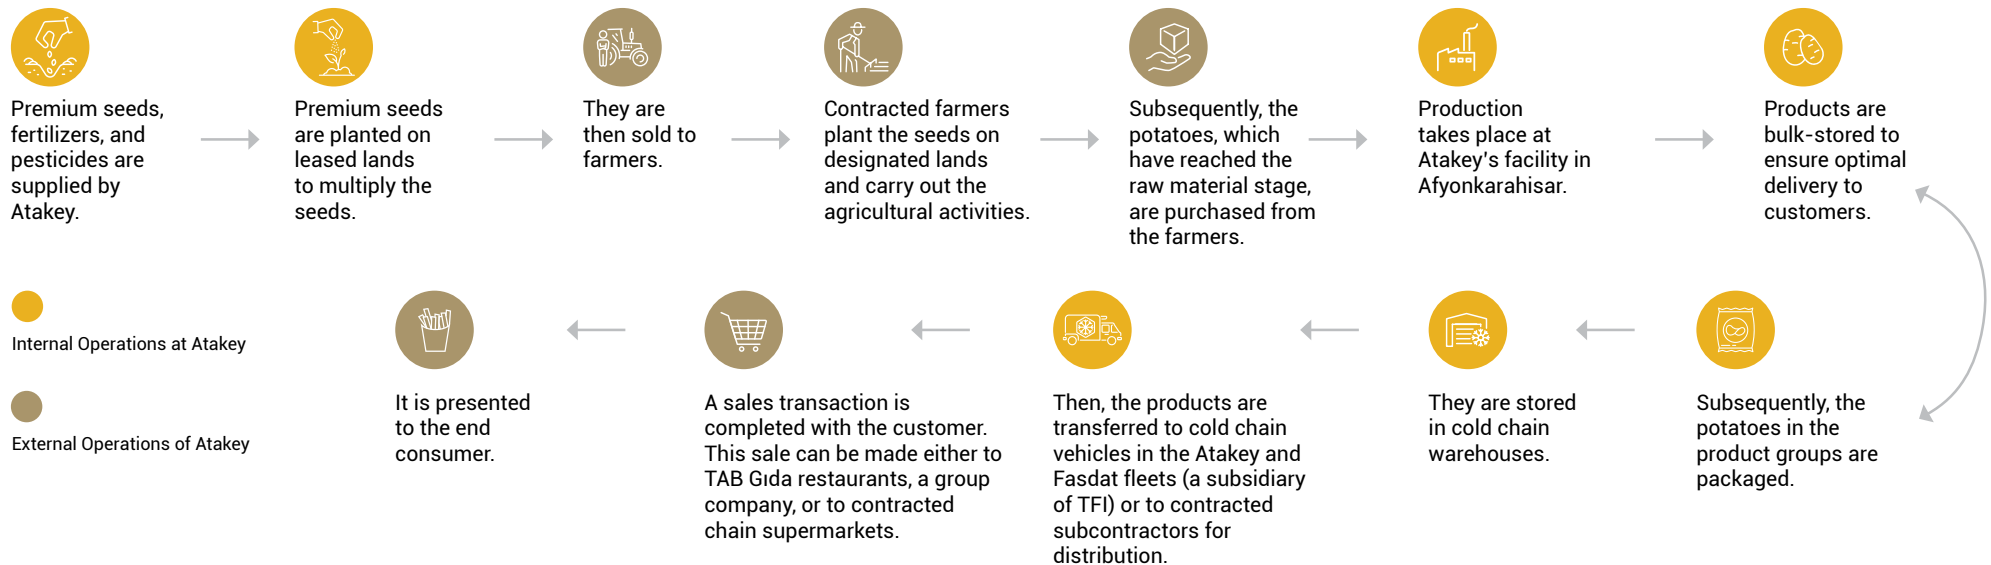 Premium seeds,
fertilizers, and
pesticides are
supplied by
Atakey.
Premium seeds
are planted on
leased lands
to multiply the
seeds.
They are
then sold to
farmers.
Contracted farmers
plant the seeds on
designated lands
and carry out the
agricultural activities.
Subsequently, the
potatoes, which
have reached the
raw material stage,
are purchased from
the farmers.
Production
takes place at
Atakey's facility in
Afyonkarahisar.
Products are
bulk-stored to
ensure optimal
delivery to
customers.
Subsequently, the
potatoes in the
product groups are
packaged.
They are stored
in cold chain
warehouses.
Then, the products are
transferred to cold chain
vehicles in the Atakey and
Fasdat fleets (a subsidiary
of TFI) or to contracted
subcontractors for
distribution.
A sales transaction is
completed with the customer.
This sale can be made either to
TAB Gıda restaurants, a group
company, or to contracted
chain supermarkets.
It is presented
to the end
consumer.
Internal Operations at Atakey
External Operations of Atakey